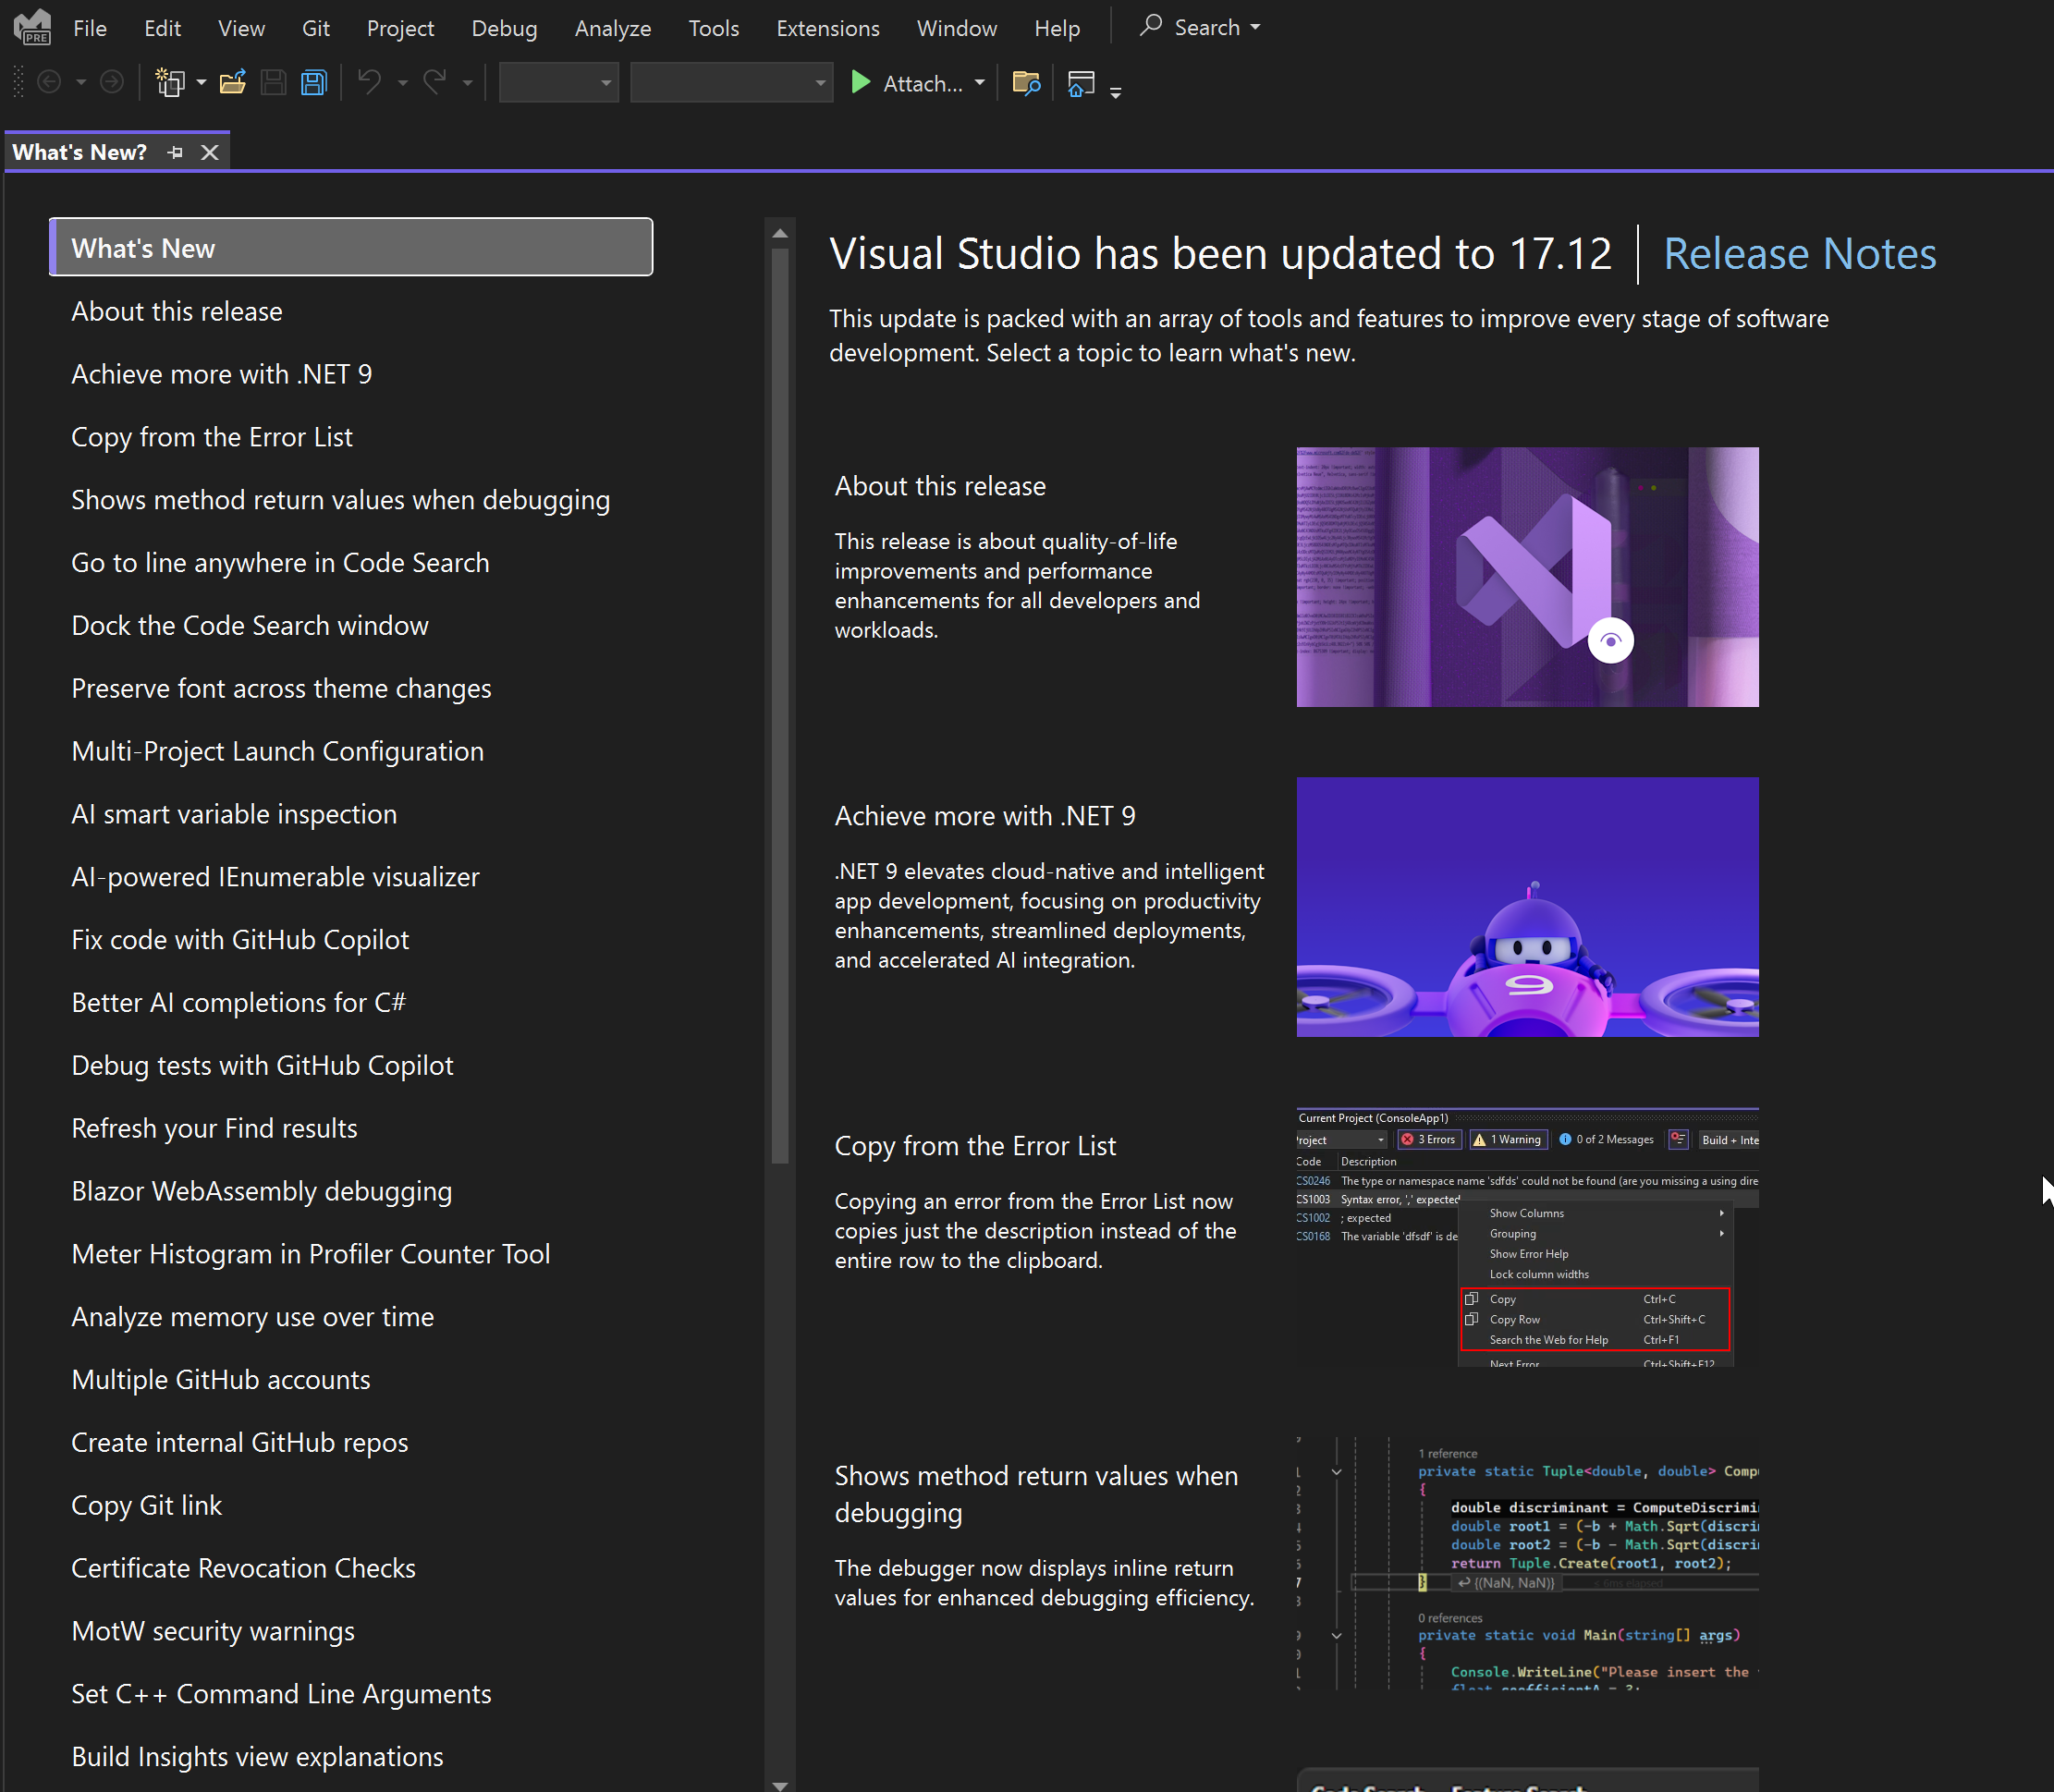 PRE
File Edit View Git Project Debug Analyze Tools Extensions Window Help Search
Attach...
What's New?
What's New
About this release
Achieve more with .NET 9
Copy from the Error List
Shows method return values when debugging
Go to line anywhere in Code Search
Dock the Code Search window
Preserve font across theme changes
Multi-Project Launch Configuration
AI smart variable inspection
AI-powered IEnumerable visualizer
Fix code with GitHub Copilot
Better AI completions for C#
Debug tests with GitHub Copilot
Refresh your Find results
Blazor WebAssembly debugging
Meter Histogram in Profiler Counter Tool
Analyze memory use over time
Multiple GitHub accounts
Create internal GitHub repos
Copy Git link
Certificate Revocation Checks
MotW security warnings
Set C++ Command Line Arguments
Build Insights view explanations
Visual Studio has been updated to 17.12 Release Notes
This update is packed with an array of tools and features to improve every stage of software
development. Select a topic to learn what's new.
About this release
This release is about quality-of-life
improvements and performance
enhancements for all developers and
workloads.
Achieve more with .NET 9
.NET 9 elevates cloud-native and intelligent
app development, focusing on productivity
enhancements, streamlined deployments,
and accelerated AI integration.
9
Copy from the Error List
Copying an error from the Error List now
copies just the description instead of the
entire row to the clipboard.
Current Project (ConsoleApp1)
roject 3 Errors 1 Warning 0 of 2 Messages Build + Inte
Code Description
CS0246 The type or namespace name 'sdfds' could not be found (are you missing a using dire
CS1003 Syntax error, ',' expected
CS1002 ; expected
CS0168 The variable 'dfsdf' is de
Show Columns
Grouping
Show Error Help
Lock column widths
Copy Ctrl+C
Copy Row Ctrl+Shift+C
Search the Web for Help Ctrl+F1
Next Error Ctrl+Shift+F12
Shows method return values when
debugging
The debugger now displays inline return
values for enhanced debugging efficiency.
1 reference
private static Tuple<double, double> Comp
{
double discriminant = ComputeDiscrimi
double root1 = (-b + Math.Sqrt(discri
double root2 = (-b - Math.Sqrt(discri
return Tuple.Create(root1, root2);
} {(NaN, NaN)} ≤ 6ms elapsed
0 references
private static void Main(string[] args)
{
Console.WriteLine("Please insert the
float coefficientA = 3;
Code Search - Feature Search